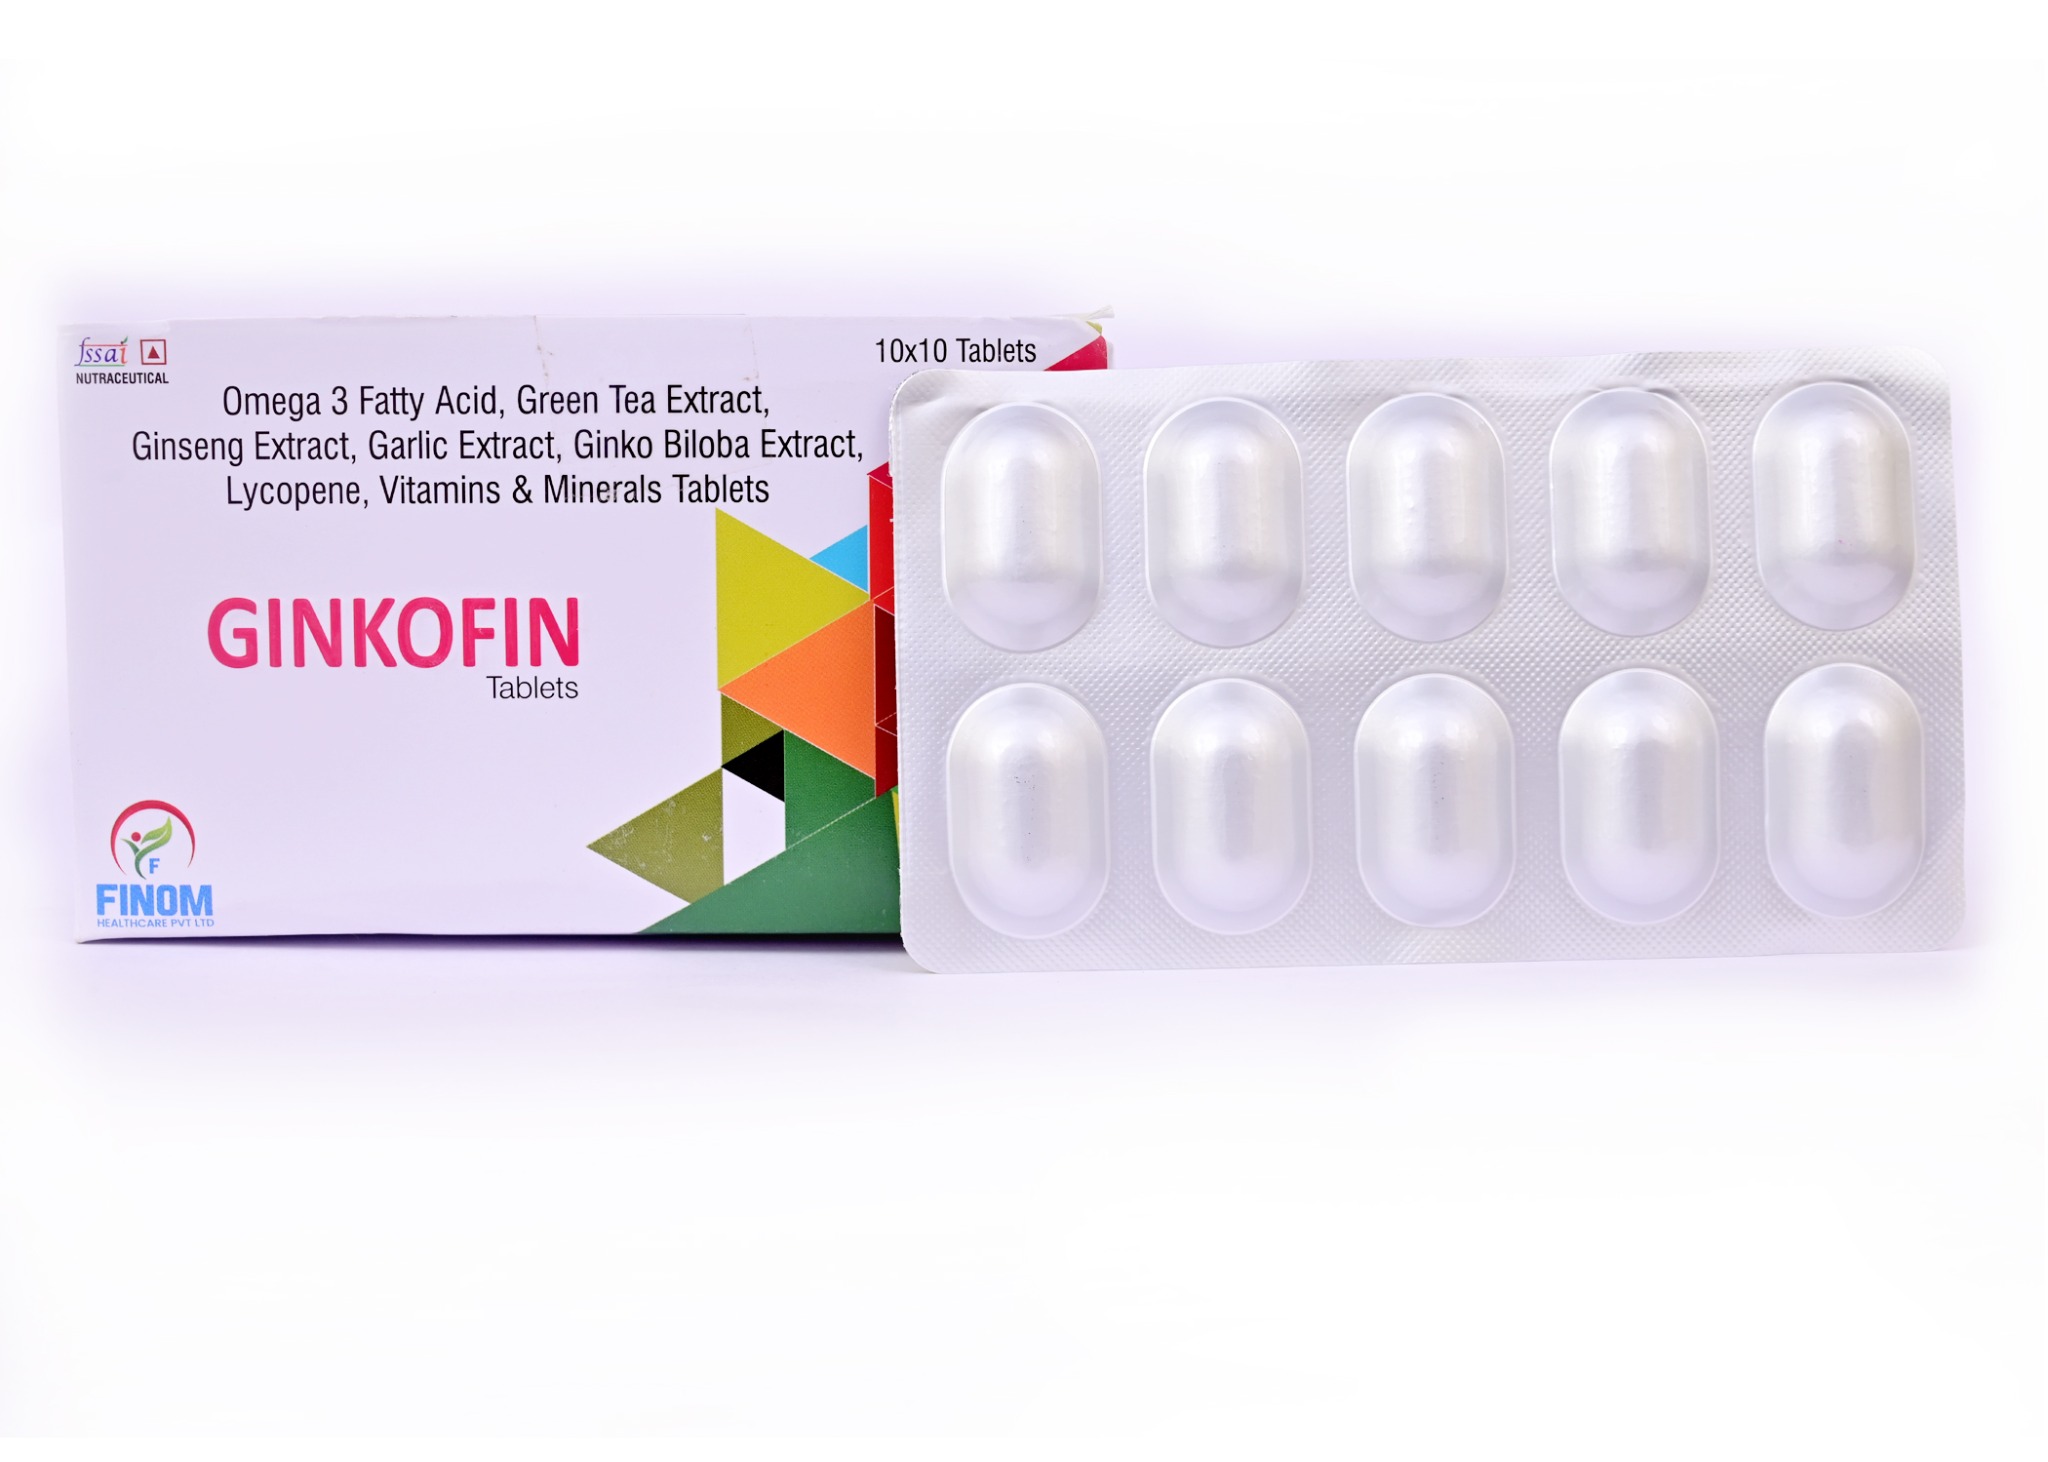 fssai
NUTRACEUTICAL
10x10 Tablets
Omega 3 Fatty Acid, Green Tea Extract,
Ginseng Extract, Garlic Extract, Ginko Biloba Extract,
Lycopene, Vitamins & Minerals Tablets
GINKOFIN
Tablets
F
FINOM
HEALTHCARE PVT LTD